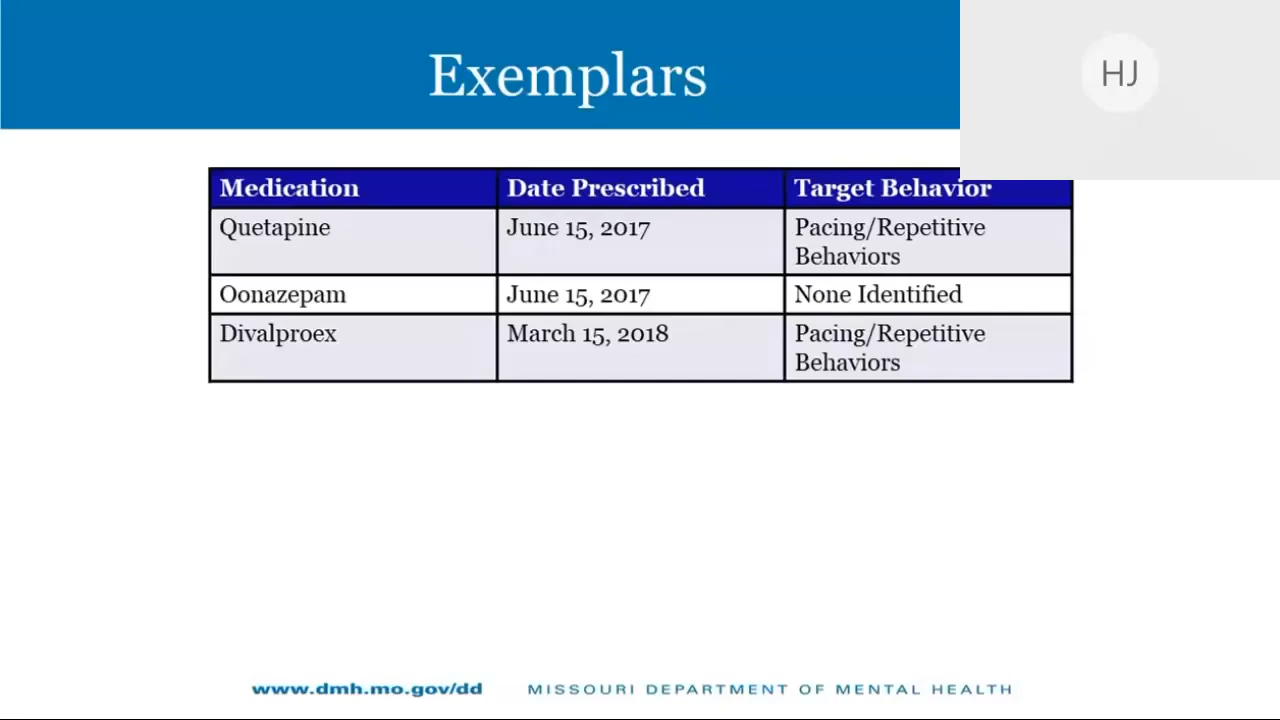 Exemplars
HJ
Medication Date Prescribed Target Behavior
Quetapine June 15, 2017 Pacing/Repetitive
Behaviors
Oonazepam June 15, 2017 None Identified
Divalproex March 15, 2018 Pacing/Repetitive
Behaviors
www.dmh.mo.gov/dd MISSOURI DEPARTMENT OF MENTAL HEALTH